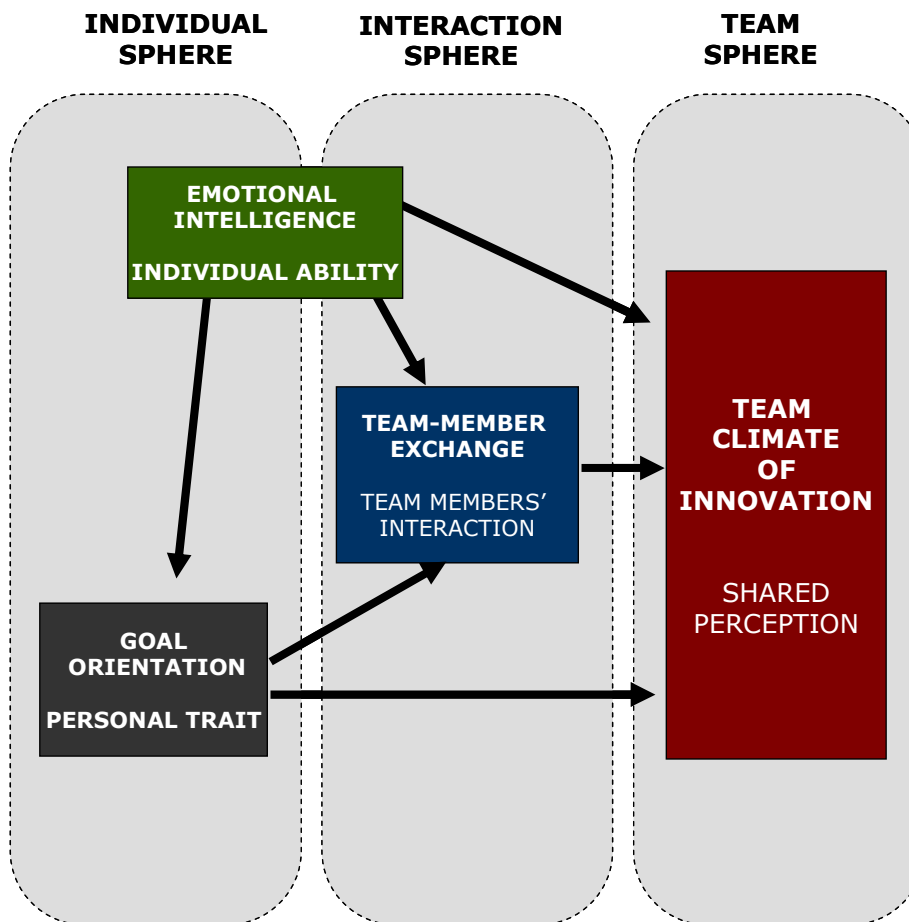 INDIVIDUAL
SPHERE
INTERACTION
SPHERE
TEAM
SPHERE
EMOTIONAL
INTELLIGENCE
INDIVIDUAL ABILITY
TEAM-MEMBER
EXCHANGE
TEAM MEMBERS’
INTERACTION
TEAM
CLIMATE
OF
INNOVATION
SHARED
PERCEPTION
GOAL
ORIENTATION
PERSONAL TRAIT